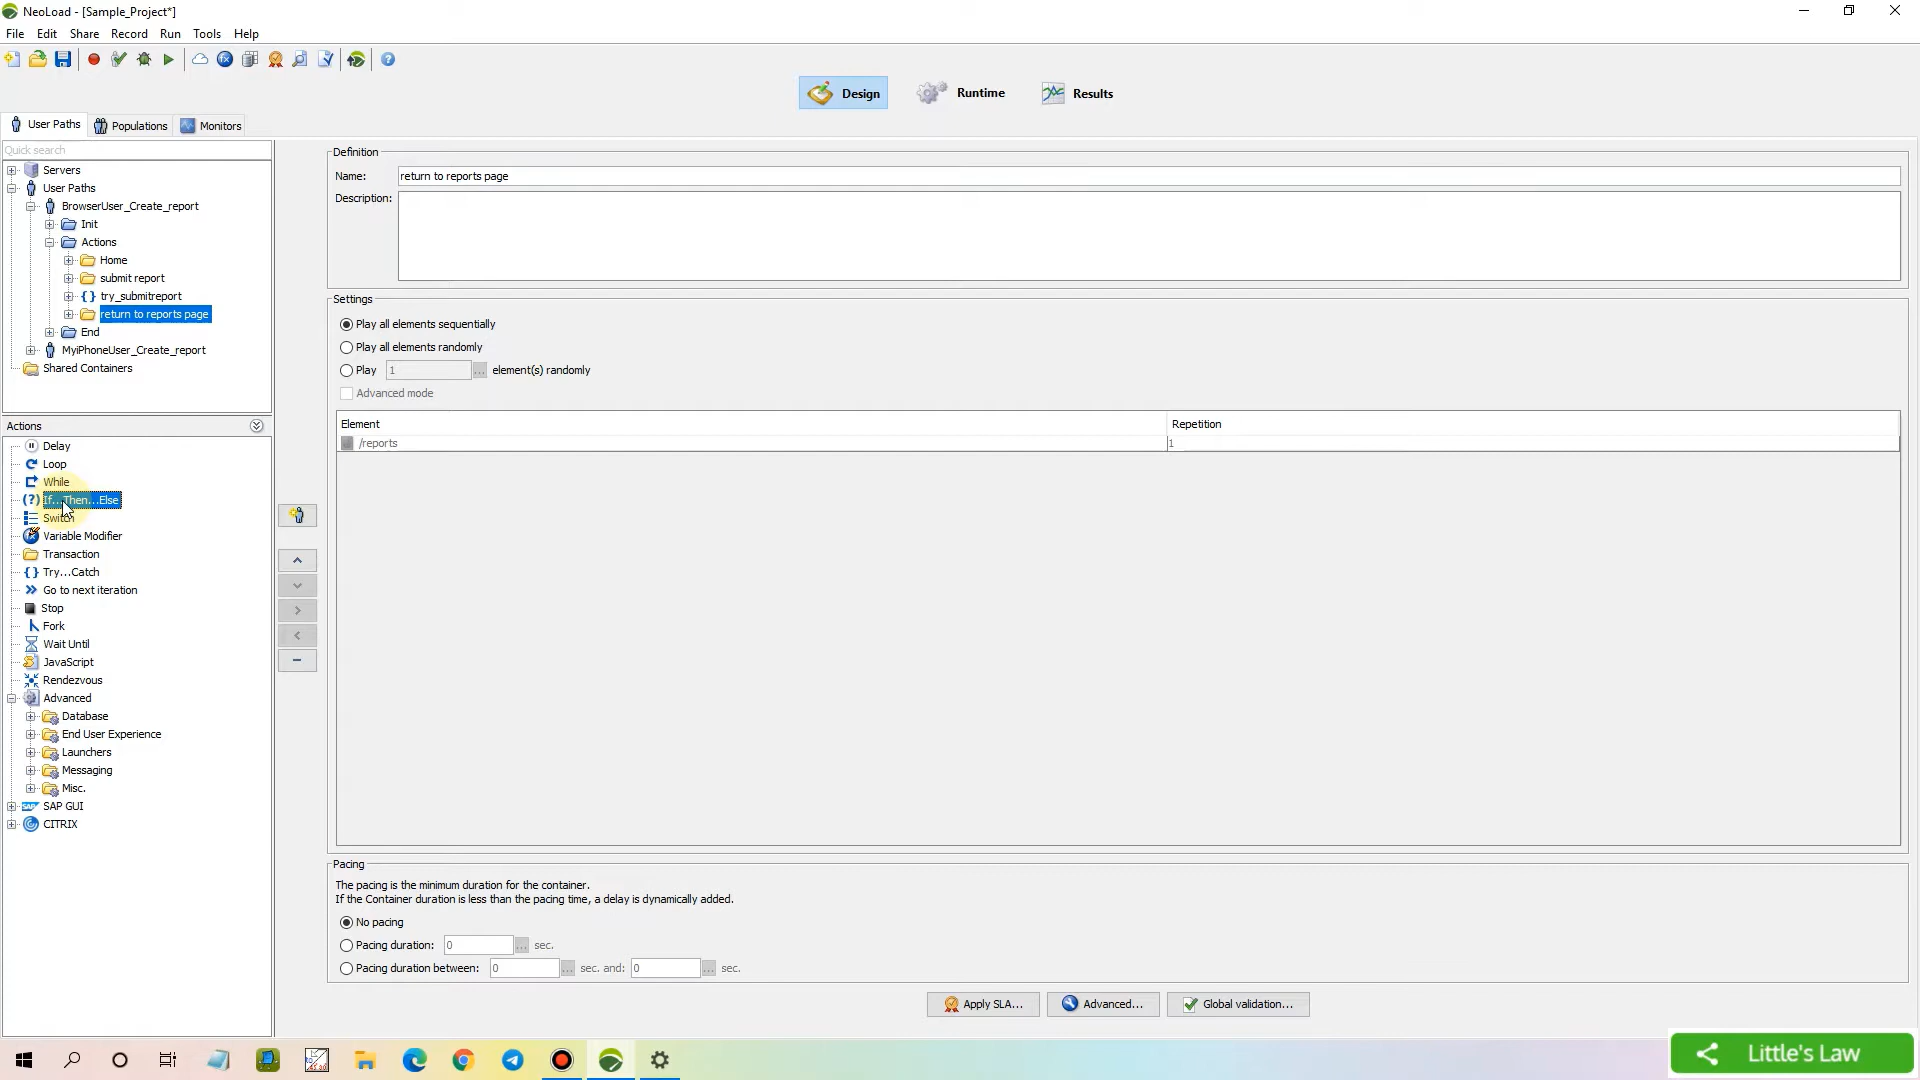 NeoLoad - [Sample_Project*]
File Edit Share Record Run Tools Help
Design Runtime Results
User Paths Populations Monitors
Quick search
Servers
User Paths
BrowserUser_Create_report
Init
Actions
Home
submit report
try_submitreport
return to reports page
End
MyiPhoneUser_Create_report
Shared Containers
Actions
Delay
Loop
While
If...Then...Else
Switch
Variable Modifier
Transaction
Try...Catch
Go to next iteration
Stop
Fork
Wait Until
JavaScript
Rendezvous
Advanced
Database
End User Experience
Launchers
Messaging
Misc.
SAP GUI
CITRIX
Definition
Name: return to reports page
Description:
Settings
Play all elements sequentially
Play all elements randomly
Play 1 ... element(s) randomly
Advanced mode
Element Repetition
/reports 1
Pacing
The pacing is the minimum duration for the container.
If the Container duration is less than the pacing time, a delay is dynamically added.
No pacing
Pacing duration: 0 ... sec.
Pacing duration between: 0 ... sec. and: 0 ... sec.
Apply SLA... Advanced... Global validation...
Little's Law